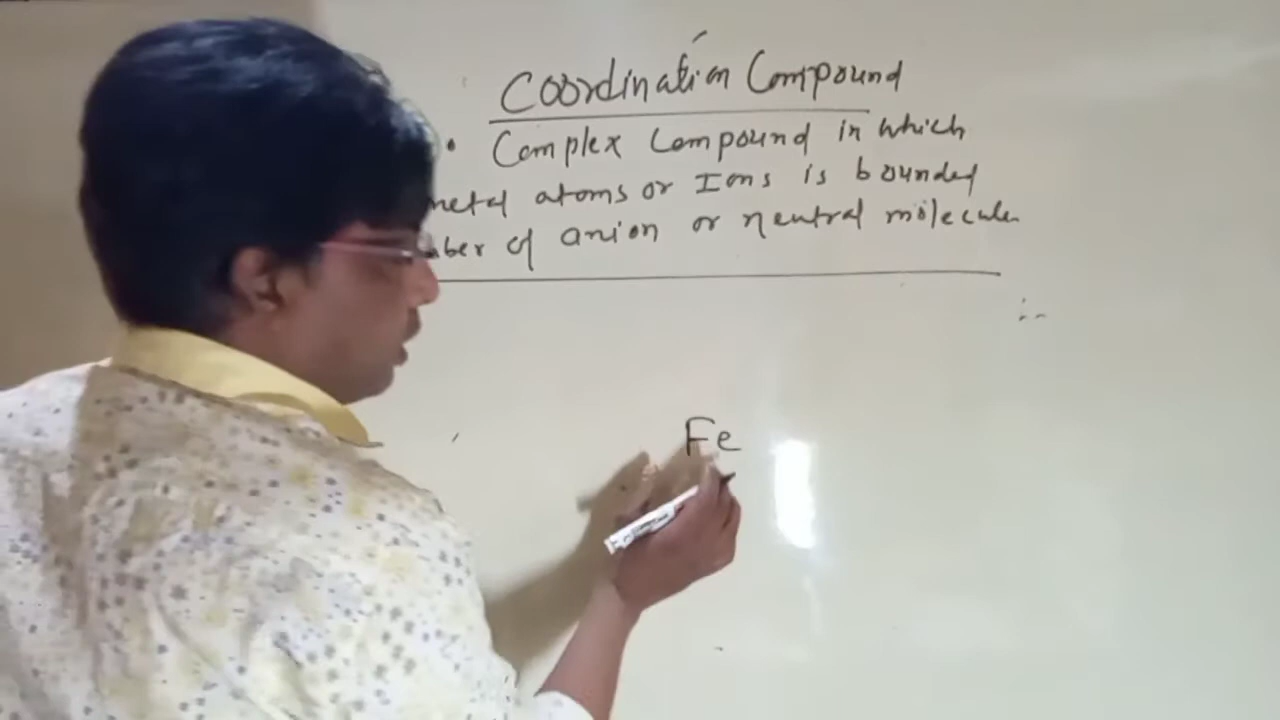 Coordination Compound
• Complex Compound in which
metal atoms or Ions is bounded
of anion or neutral molecules
Fe